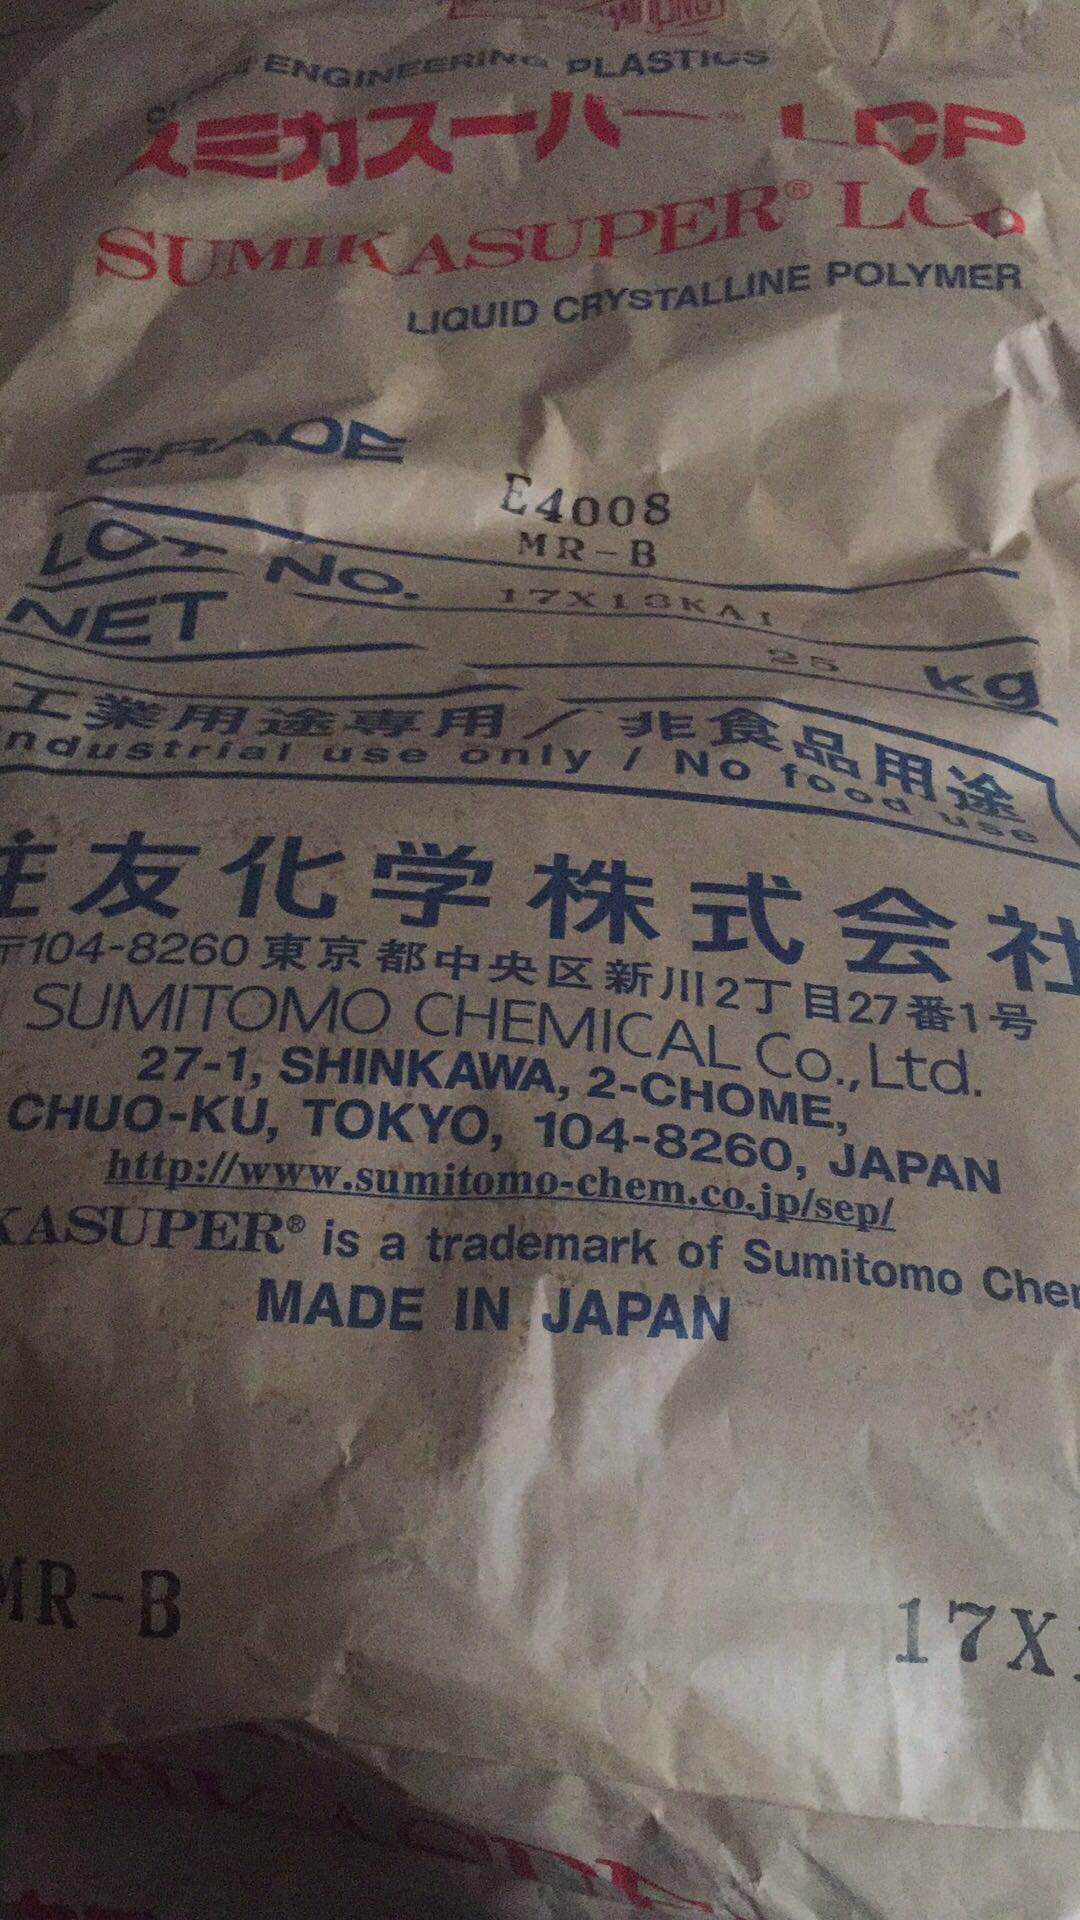 ENGINEERING PLASTICS
スミカスーパー LCP
SUMIKASUPER® LCP
LIQUID CRYSTALLINE POLYMER
GRADE E4008
MR-B
LOT No. 17X13KA1
NET 25 kg
工業用途専用/非食品用途
Industrial use only / No food use
住友化学株式会社
〒104-8260 東京都中央区新川2丁目27番1号
SUMITOMO CHEMICAL Co., Ltd.
27-1, SHINKAWA, 2-CHOME,
CHUO-KU, TOKYO, 104-8260, JAPAN
http://www.sumitomo-chem.co.jp/sep/
KASUPER® is a trademark of Sumitomo Chem
MADE IN JAPAN
MR-B 17X